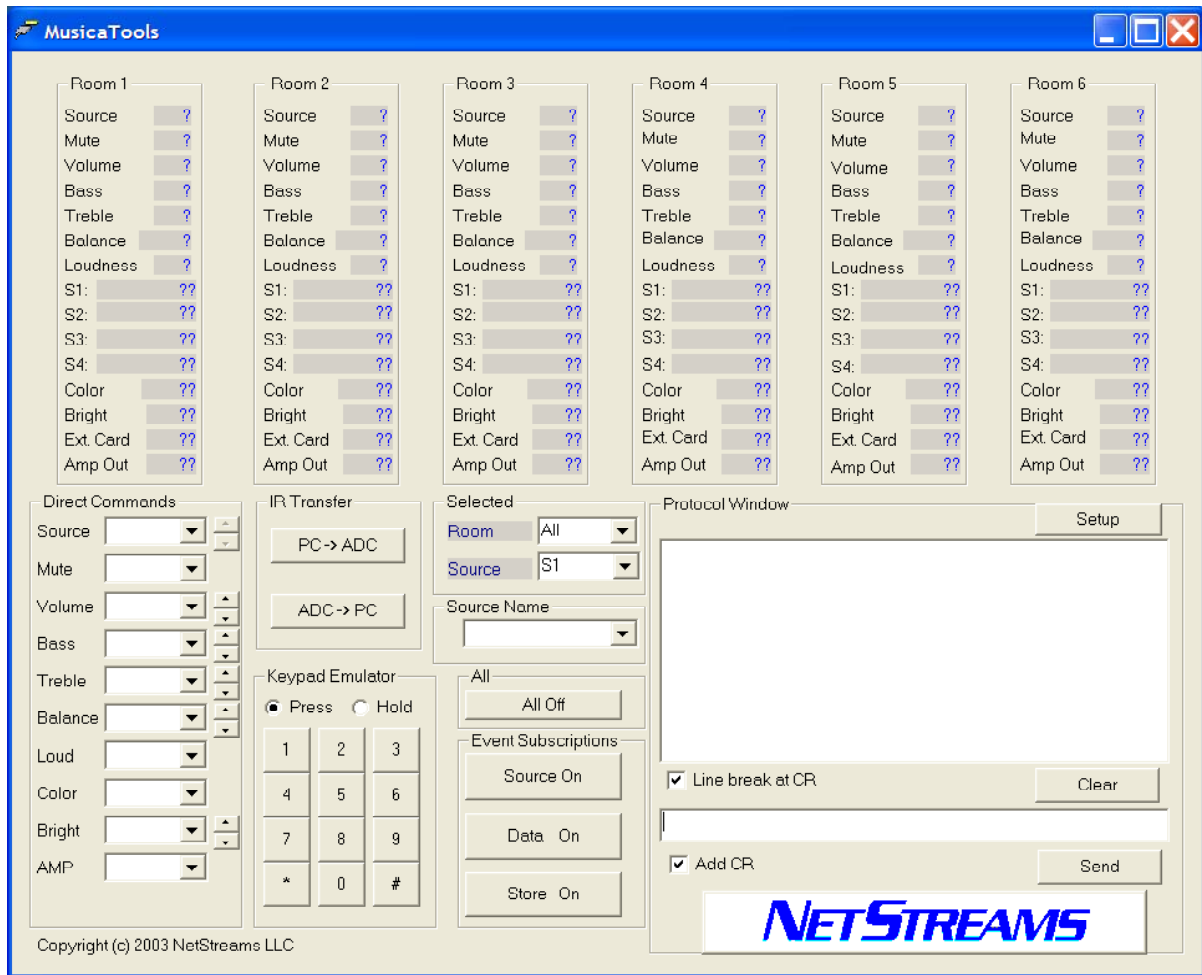 MusicaTools
Room 1 Room 2 Room 3 Room 4 Room 5 Room 6
Source ? Source ? Source ? Source ? Source ? Source ?
Mute ? Mute ? Mute ? Mute ? Mute ? Mute ?
Volume ? Volume ? Volume ? Volume ? Volume ? Volume ?
Bass ? Bass ? Bass ? Bass ? Bass ? Bass ?
Treble ? Treble ? Treble ? Treble ? Treble ? Treble ?
Balance ? Balance ? Balance ? Balance ? Balance ? Balance ?
Loudness ? Loudness ? Loudness ? Loudness ? Loudness ? Loudness ?
S1: ?? S1: ?? S1: ?? S1: ?? S1: ?? S1: ??
S2: ?? S2: ?? S2: ?? S2: ?? S2: ?? S2: ??
S3: ?? S3: ?? S3: ?? S3: ?? S3: ?? S3: ??
S4: ?? S4: ?? S4: ?? S4: ?? S4: ?? S4: ??
Color ?? Color ?? Color ?? Color ?? Color ?? Color ??
Bright ?? Bright ?? Bright ?? Bright ?? Bright ?? Bright ??
Ext. Card ?? Ext. Card ?? Ext. Card ?? Ext. Card ?? Ext. Card ?? Ext. Card ??
Amp Out ?? Amp Out ?? Amp Out ?? Amp Out ?? Amp Out ?? Amp Out ??
Direct Commands
Source
Mute
Volume
Bass
Treble
Balance
Loud
Color
Bright
AMP
IR Transfer
PC -> ADC
ADC -> PC
Keypad Emulator
Press Hold
1 2 3
4 5 6
7 8 9
* 0 #
Selected
Room All
Source S1
Source Name
All
All Off
Event Subscriptions
Source On
Data On
Store On
Protocol Window
Setup
Line break at CR
Clear
Add CR
Send
NETSTREAMS
Copyright (c) 2003 NetStreams LLC